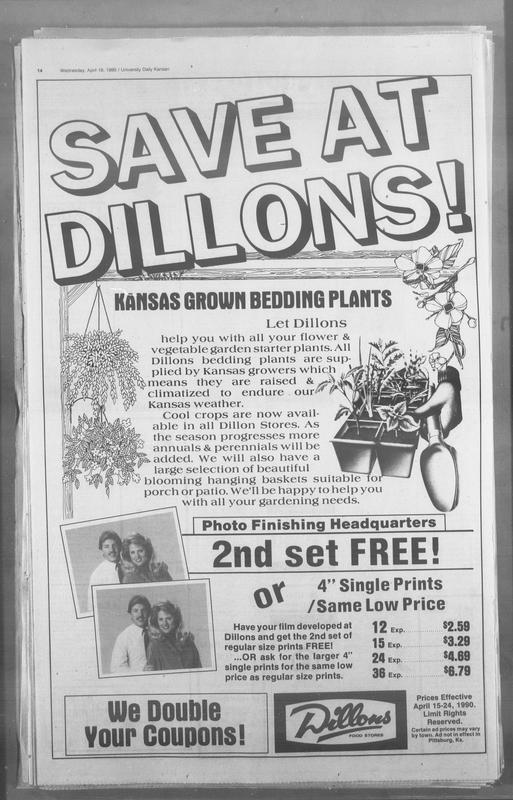 14 Wednesday, April 18, 1990 / University Daily Kansan
SAVE AT
DILLONS!
KANSAS GROWN BEDDING PLANTS
Let Dillons
help you with all your flower &
vegetable garden starter plants. All
Dillons bedding plants are sup-
plied by Kansas growers which
means they are raised &
climatized to endure our
Kansas weather.
Cool crops are now avail-
able in all Dillon Stores. As
the season progresses more
annuals & perennials will be
added. We will also have a
large selection of beautiful
blooming hanging baskets suitable for
porch or patio. We'll be happy to help you
with all your gardening needs.
Photo Finishing Headquarters
2nd set FREE!
or
4" Single Prints
/Same Low Price
Have your film developed at
Dillons and get the 2nd set of
regular size prints FREE!
...OR ask for the larger 4"
single prints for the same low
price as regular size prints.
12 Exp. $2.59
15 Exp. $3.29
24 Exp. $4.69
36 Exp. $6.79
We Double
Your Coupons!
Dillons
FOOD STORES
Prices Effective
April 15-24, 1990.
Limit Rights
Reserved.
Certain ad prices may vary
by town. Ad not in effect in
Pittsburg, Ks.